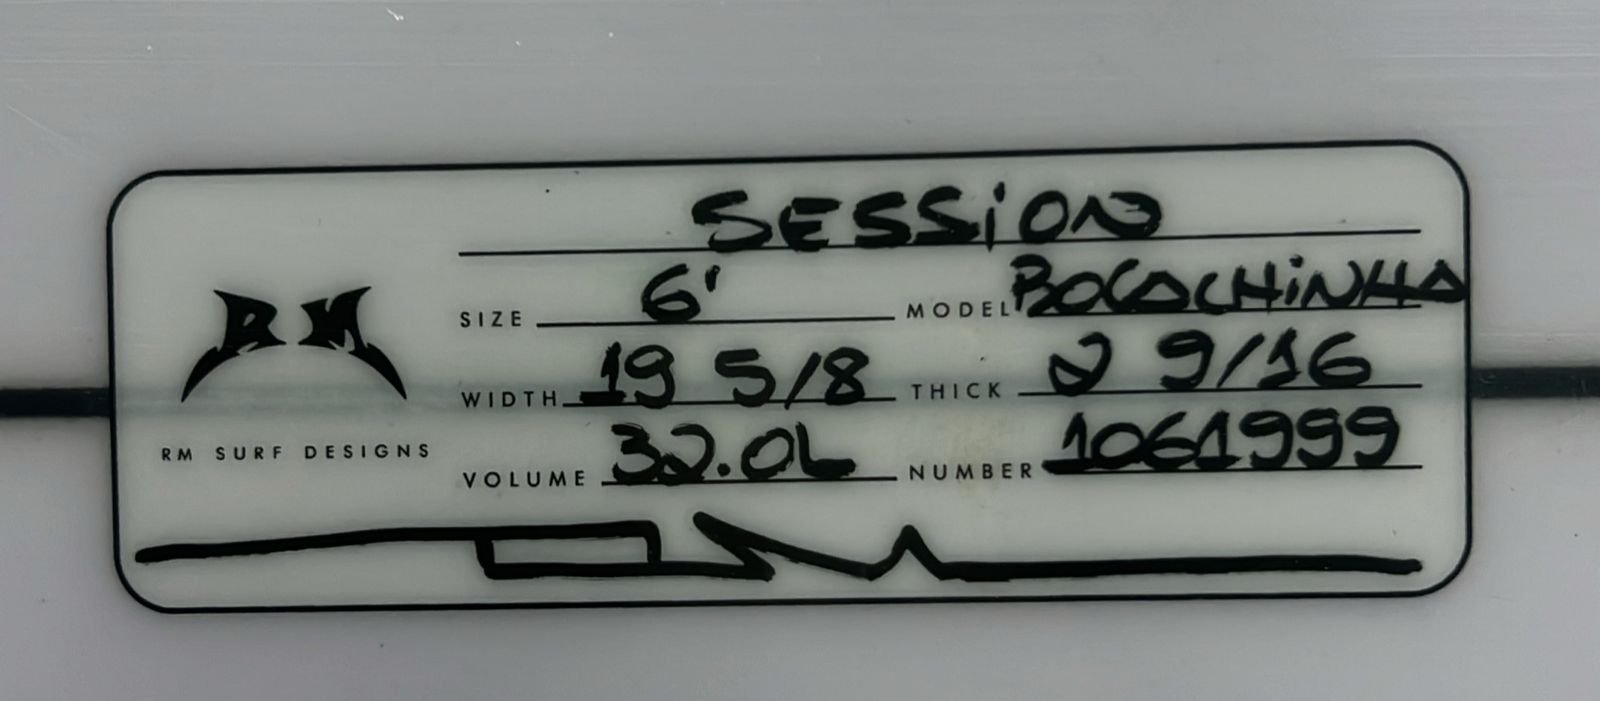 SESSiON
SIZE 6' MODEL BOCACHiNHA
RM
WIDTH 19 5/8 THICK 2 9/16
RM SURF DESIGNS
VOLUME 32.0L NUMBER 1061999